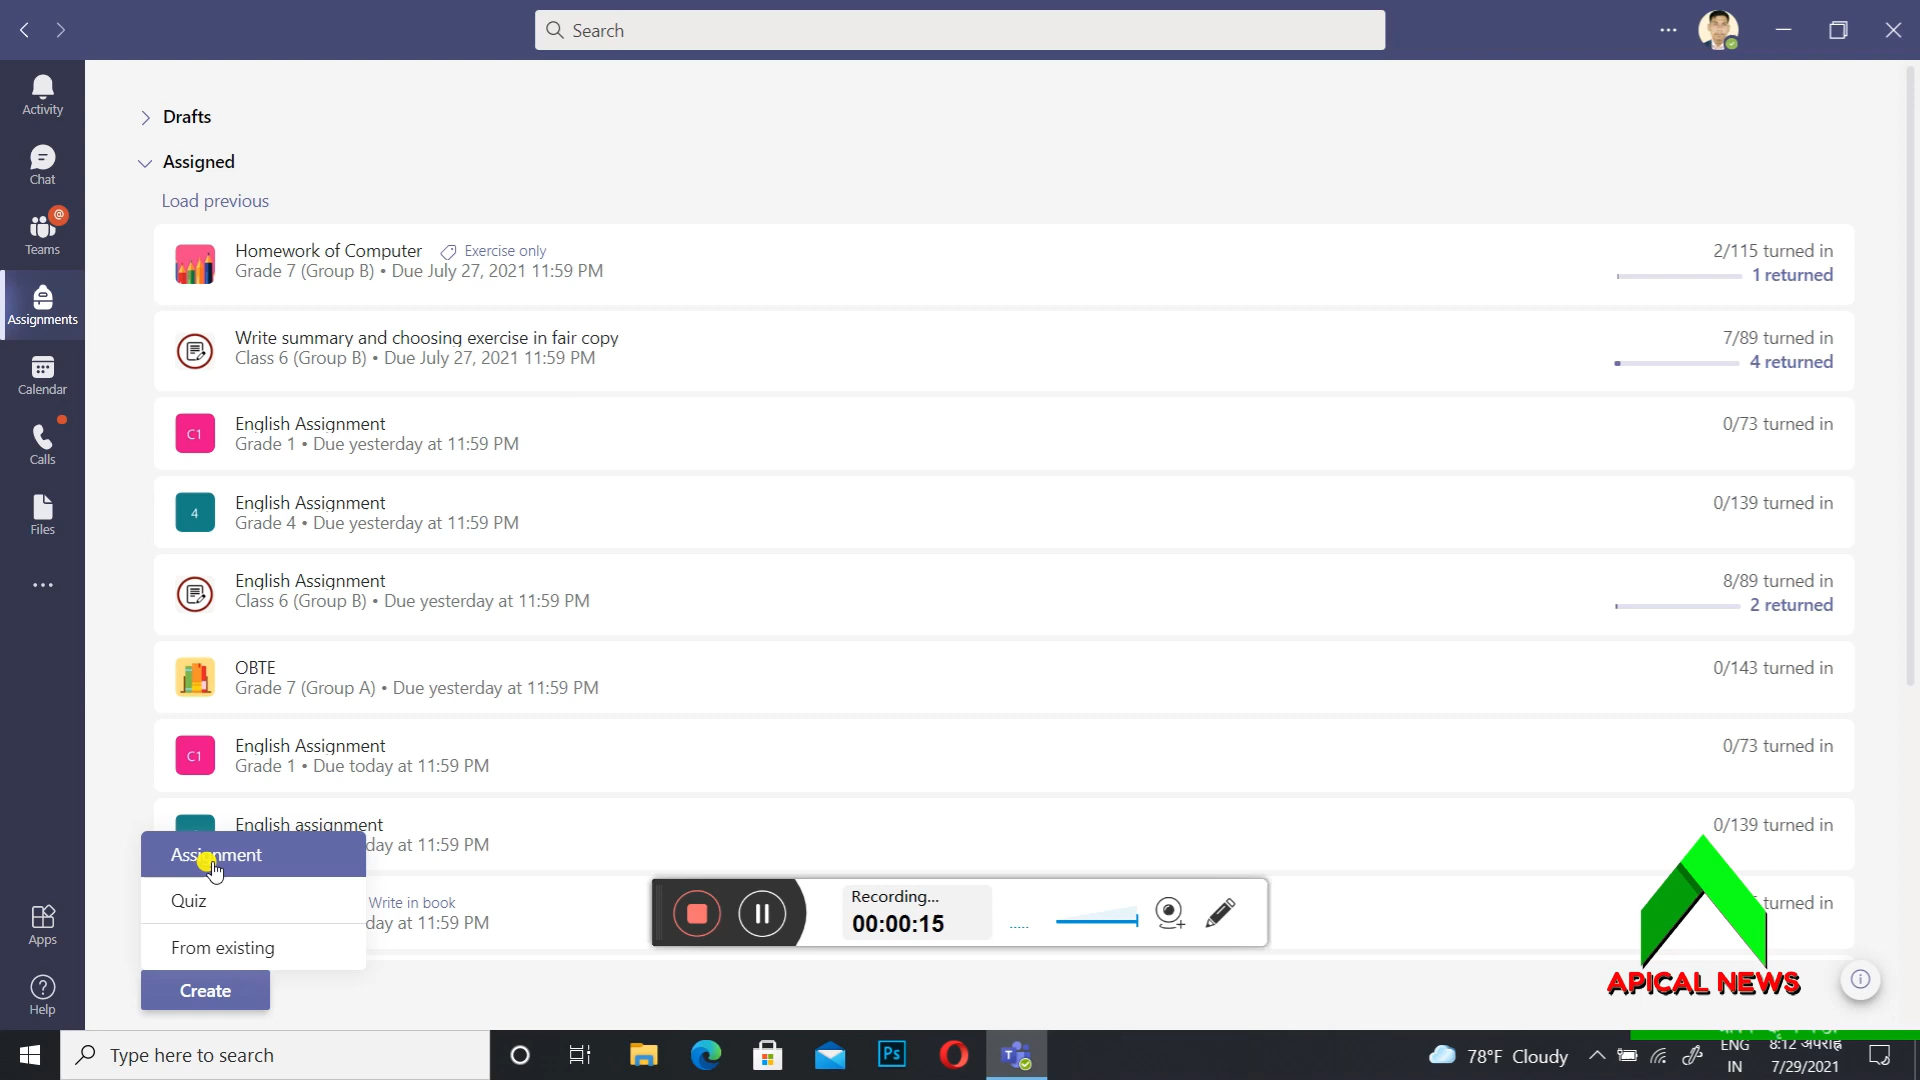 Search
Activity
Chat
Teams
Assignments
Calendar
Calls
Files
Apps
Help
Drafts
Assigned
Load previous
Homework of Computer Exercise only
Grade 7 (Group B) • Due July 27, 2021 11:59 PM
2/115 turned in
1 returned
Write summary and choosing exercise in fair copy
Class 6 (Group B) • Due July 27, 2021 11:59 PM
7/89 turned in
4 returned
C1
English Assignment
Grade 1 • Due yesterday at 11:59 PM
0/73 turned in
4
English Assignment
Grade 4 • Due yesterday at 11:59 PM
0/139 turned in
English Assignment
Class 6 (Group B) • Due yesterday at 11:59 PM
8/89 turned in
2 returned
OBTE
Grade 7 (Group A) • Due yesterday at 11:59 PM
0/143 turned in
C1
English Assignment
Grade 1 • Due today at 11:59 PM
0/73 turned in
English assignment
day at 11:59 PM
0/139 turned in
Write in book
day at 11:59 PM
turned in
Assignment
Quiz
From existing
Create
Recording...
00:00:15
APICAL NEWS
Type here to search
Ps
78°F Cloudy
ENG
IN
8:12 अपराह्न
7/29/2021